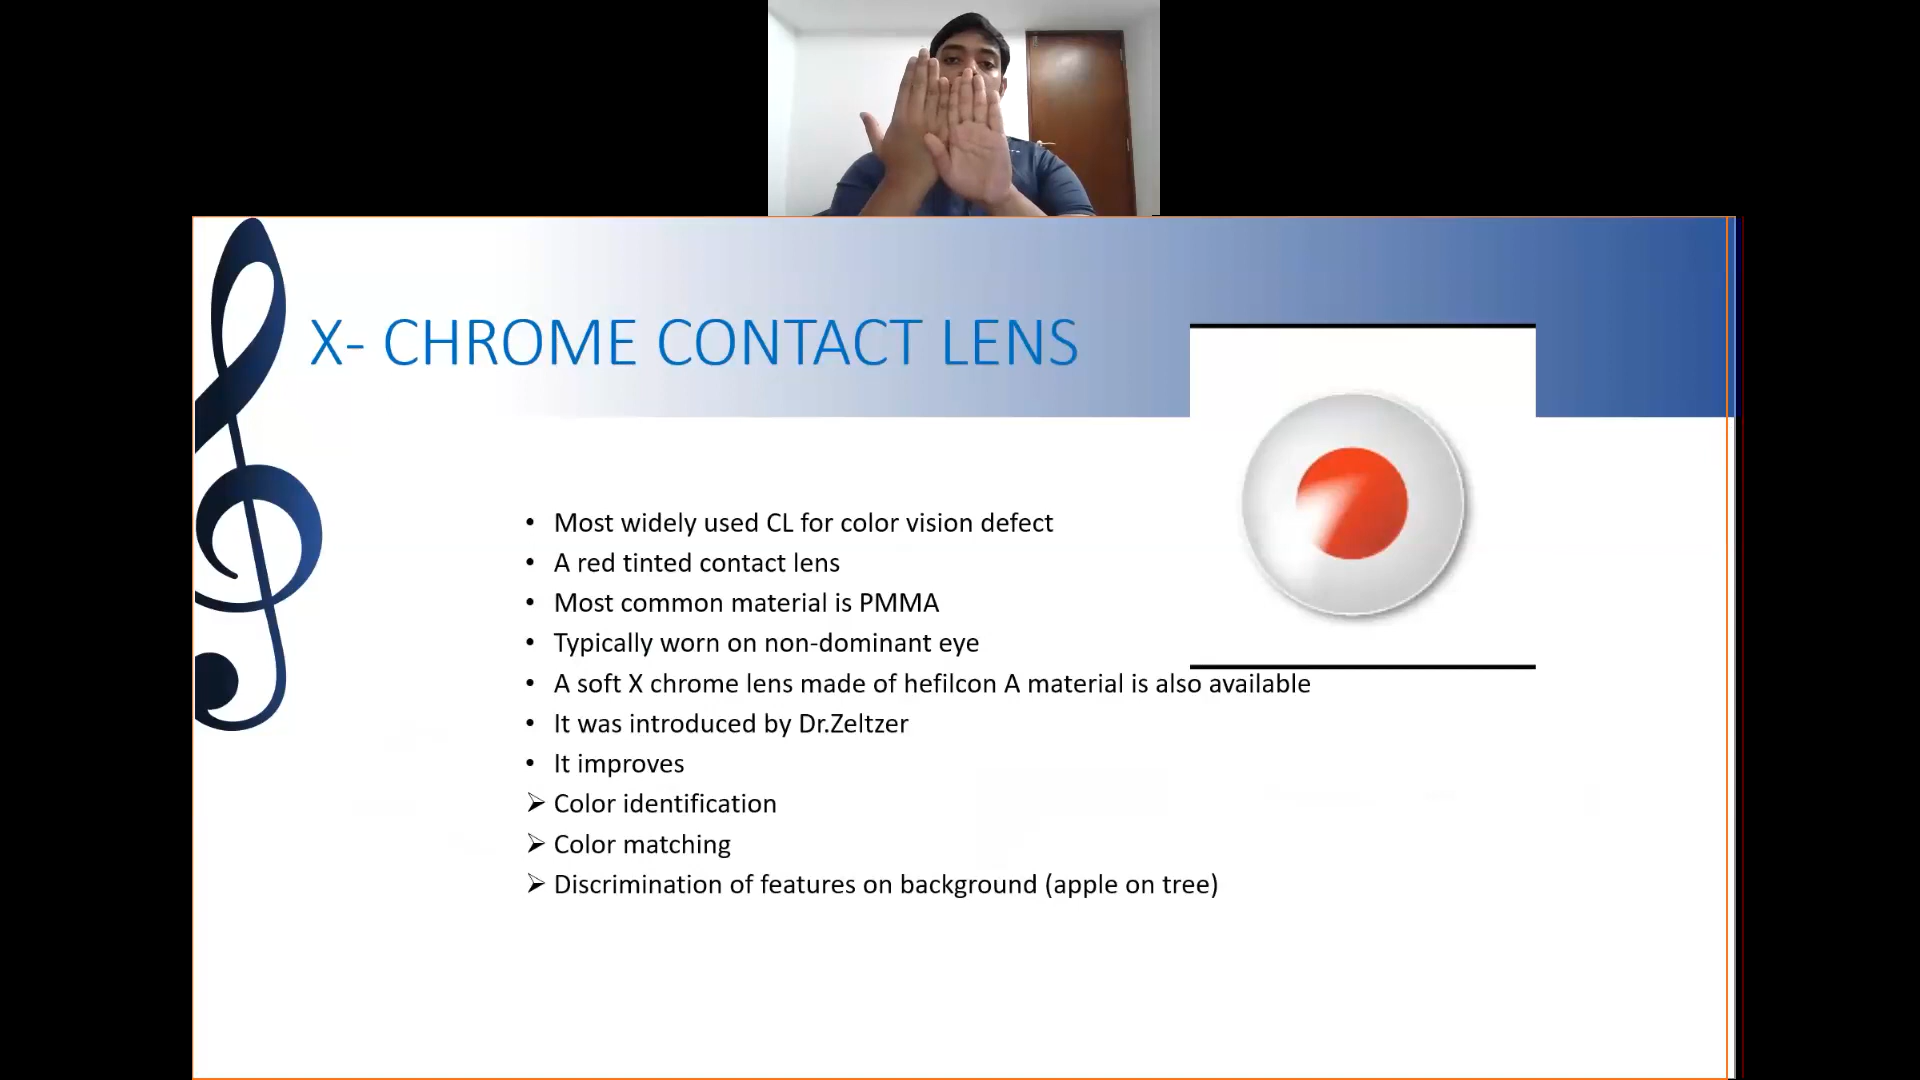 X- CHROME CONTACT LENS
• Most widely used CL for color vision defect
• A red tinted contact lens
• Most common material is PMMA
• Typically worn on non-dominant eye
• A soft X chrome lens made of hefilcon A material is also available
• It was introduced by Dr.Zeltzer
• It improves
➢ Color identification
➢ Color matching
➢ Discrimination of features on background (apple on tree)